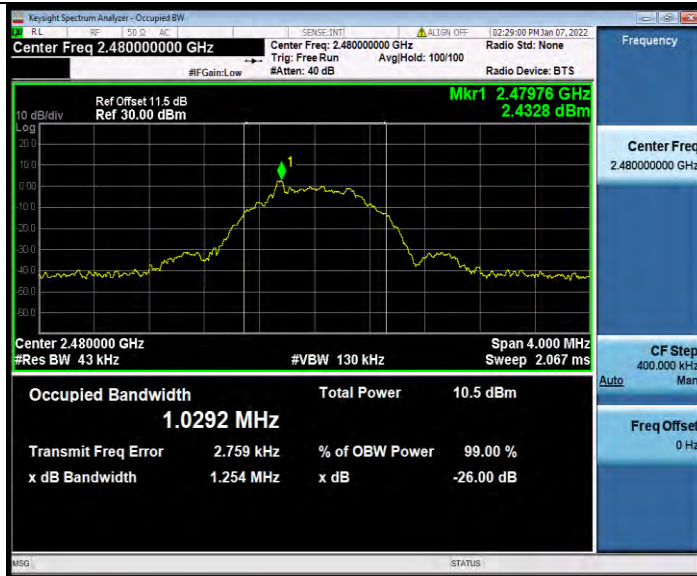 Keysight Spectrum Analyzer - Occupied BW
RL RF 50 Ω AC SENSE:INT ALIGN OFF 02:29:00 PM Jan 07, 2022
Center Freq 2.480000000 GHz
Center Freq: 2.480000000 GHz
Radio Std: None
Trig: Free Run Avg|Hold: 100/100
#IFGain:Low
#Atten: 40 dB
Radio Device: BTS
Frequency
Ref Offset 11.5 dB
Mkr1 2.47976 GHz
10 dB/div Ref 30.00 dBm
2.4328 dBm
Log
20.0
10.0
0.00
-10.0
-20.0
-30.0
-40.0
-50.0
-60.0
1
Center 2.480000 GHz
Span 4.000 MHz
#Res BW 43 kHz
#VBW 130 kHz
Sweep 2.067 ms
Occupied Bandwidth
1.0292 MHz
Total Power 10.5 dBm
Transmit Freq Error 2.759 kHz
% of OBW Power 99.00 %
x dB Bandwidth 1.254 MHz
x dB -26.00 dB
Center Freq
2.480000000 GHz
CF Step
400.000 kHz
Auto Man
Freq Offset
0 Hz
MSG
STATUS